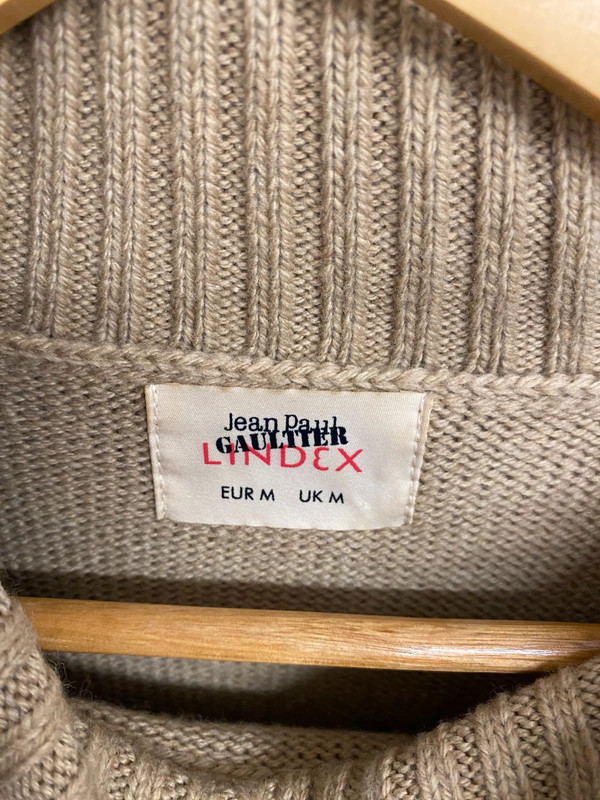 Jean Paul
GAULTIER
LINDEX
EUR M UK M